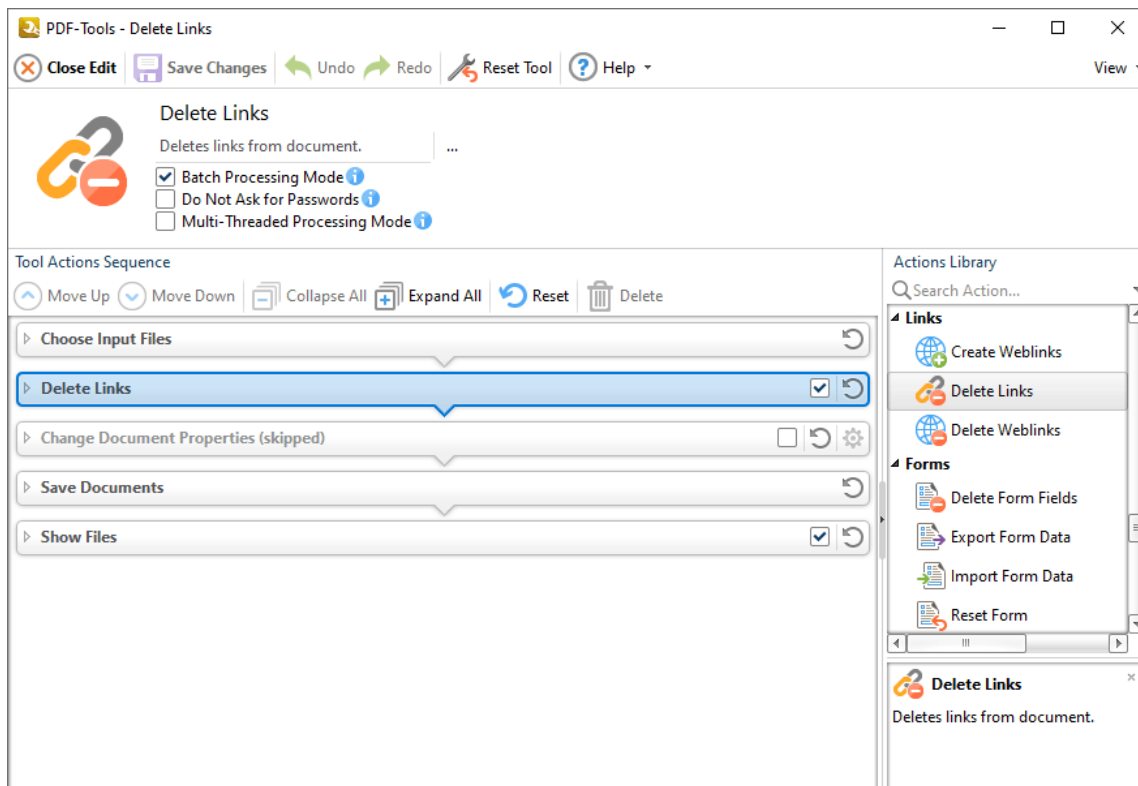 PDF-Tools - Delete Links
Close Edit Save Changes Undo Redo Reset Tool ? Help View
Delete Links
Deletes links from document. ...
Batch Processing Mode i
Do Not Ask for Passwords i
Multi-Threaded Processing Mode i
Tool Actions Sequence
Move Up Move Down Collapse All Expand All Reset Delete
Choose Input Files
Delete Links
Change Document Properties (skipped)
Save Documents
Show Files
Actions Library
Search Action...
Links
Create Weblinks
Delete Links
Delete Weblinks
Forms
Delete Form Fields
Export Form Data
Import Form Data
Reset Form
Delete Links
Deletes links from document.